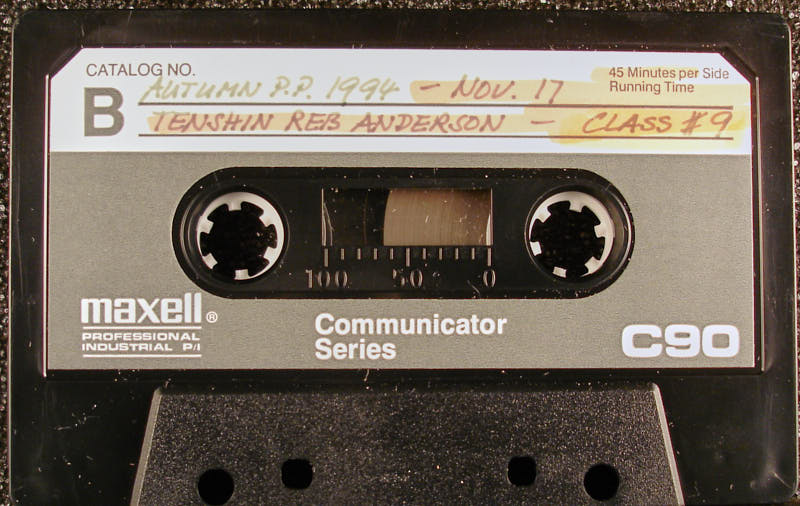 CATALOG NO.
45 Minutes per Side
Running Time
B
AUTUMN P.P. 1994 - NOV. 17
TENSHIN REB ANDERSON - CLASS #9
100 50 0
maxell®
PROFESSIONAL
INDUSTRIAL P/I
Communicator
Series
C90